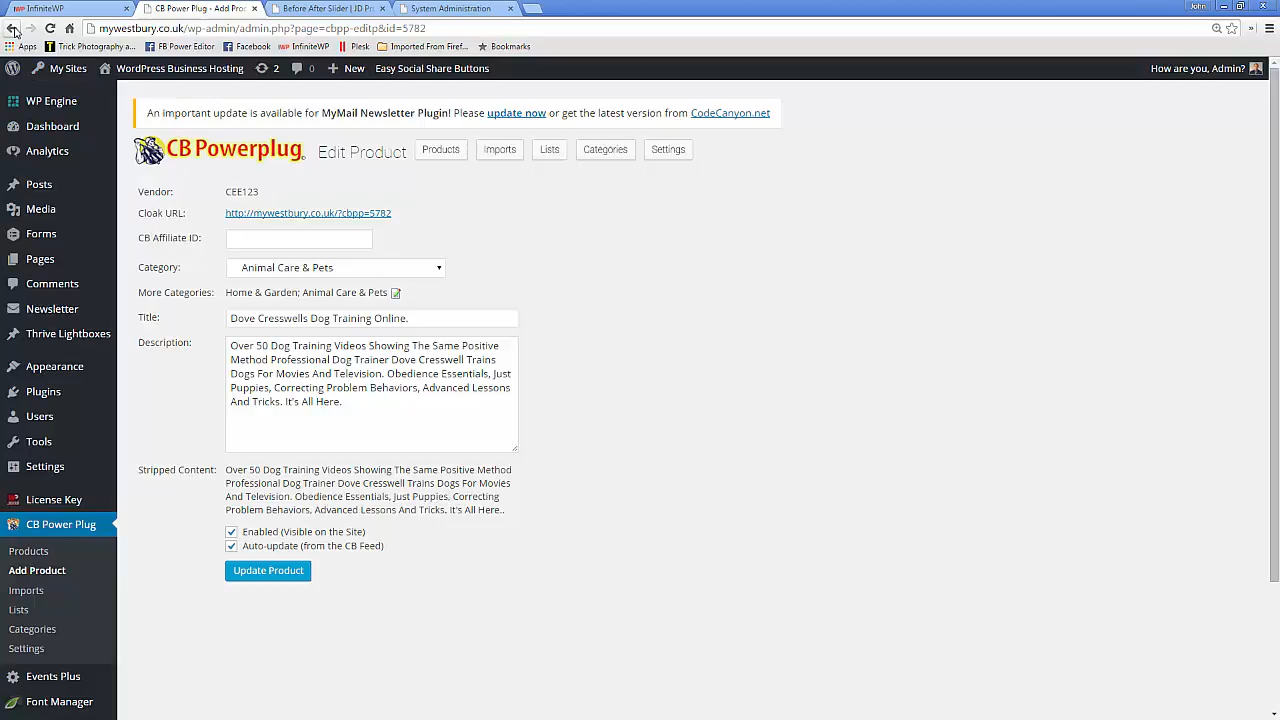 InfiniteWP
CB Power Plug - Add Proc
Before After Slider ( JD Pr
System Administration
John
mywestbury.co.uk/wp-admin/admin.php?page=cbpp-editp&id=5782
Apps
Trick Photography a...
FB Power Editor
Facebook
InfiniteWP
Plesk
Imported From Firef...
Bookmarks
My Sites
WordPress Business Hosting
2
0
New
Easy Social Share Buttons
How are you, Admin?
WP Engine
Dashboard
Analytics
Posts
Media
Forms
Pages
Comments
Newsletter
Thrive Lightboxes
Appearance
Plugins
Users
Tools
Settings
License Key
CB Power Plug
Products
Add Product
Imports
Lists
Categories
Settings
Events Plus
Font Manager
An important update is available for MyMail Newsletter Plugin! Please update now or get the latest version from CodeCanyon.net
CB Powerplug
Edit Product
Products
Imports
Lists
Categories
Settings
Vendor: CEE123
Cloak URL: http://mywestbury.co.uk/?cbpp=5782
CB Affiliate ID:
Category: Animal Care & Pets
More Categories: Home & Garden; Animal Care & Pets
Title: Dove Cresswells Dog Training Online.
Description: Over 50 Dog Training Videos Showing The Same Positive
Method Professional Dog Trainer Dove Cresswell Trains
Dogs For Movies And Television. Obedience Essentials, Just
Puppies, Correcting Problem Behaviors, Advanced Lessons
And Tricks. It's All Here.
Stripped Content: Over 50 Dog Training Videos Showing The Same Positive Method
Professional Dog Trainer Dove Cresswell Trains Dogs For Movies
And Television. Obedience Essentials, Just Puppies, Correcting
Problem Behaviors, Advanced Lessons And Tricks. It's All Here..
Enabled (Visible on the Site)
Auto-update (from the CB Feed)
Update Product